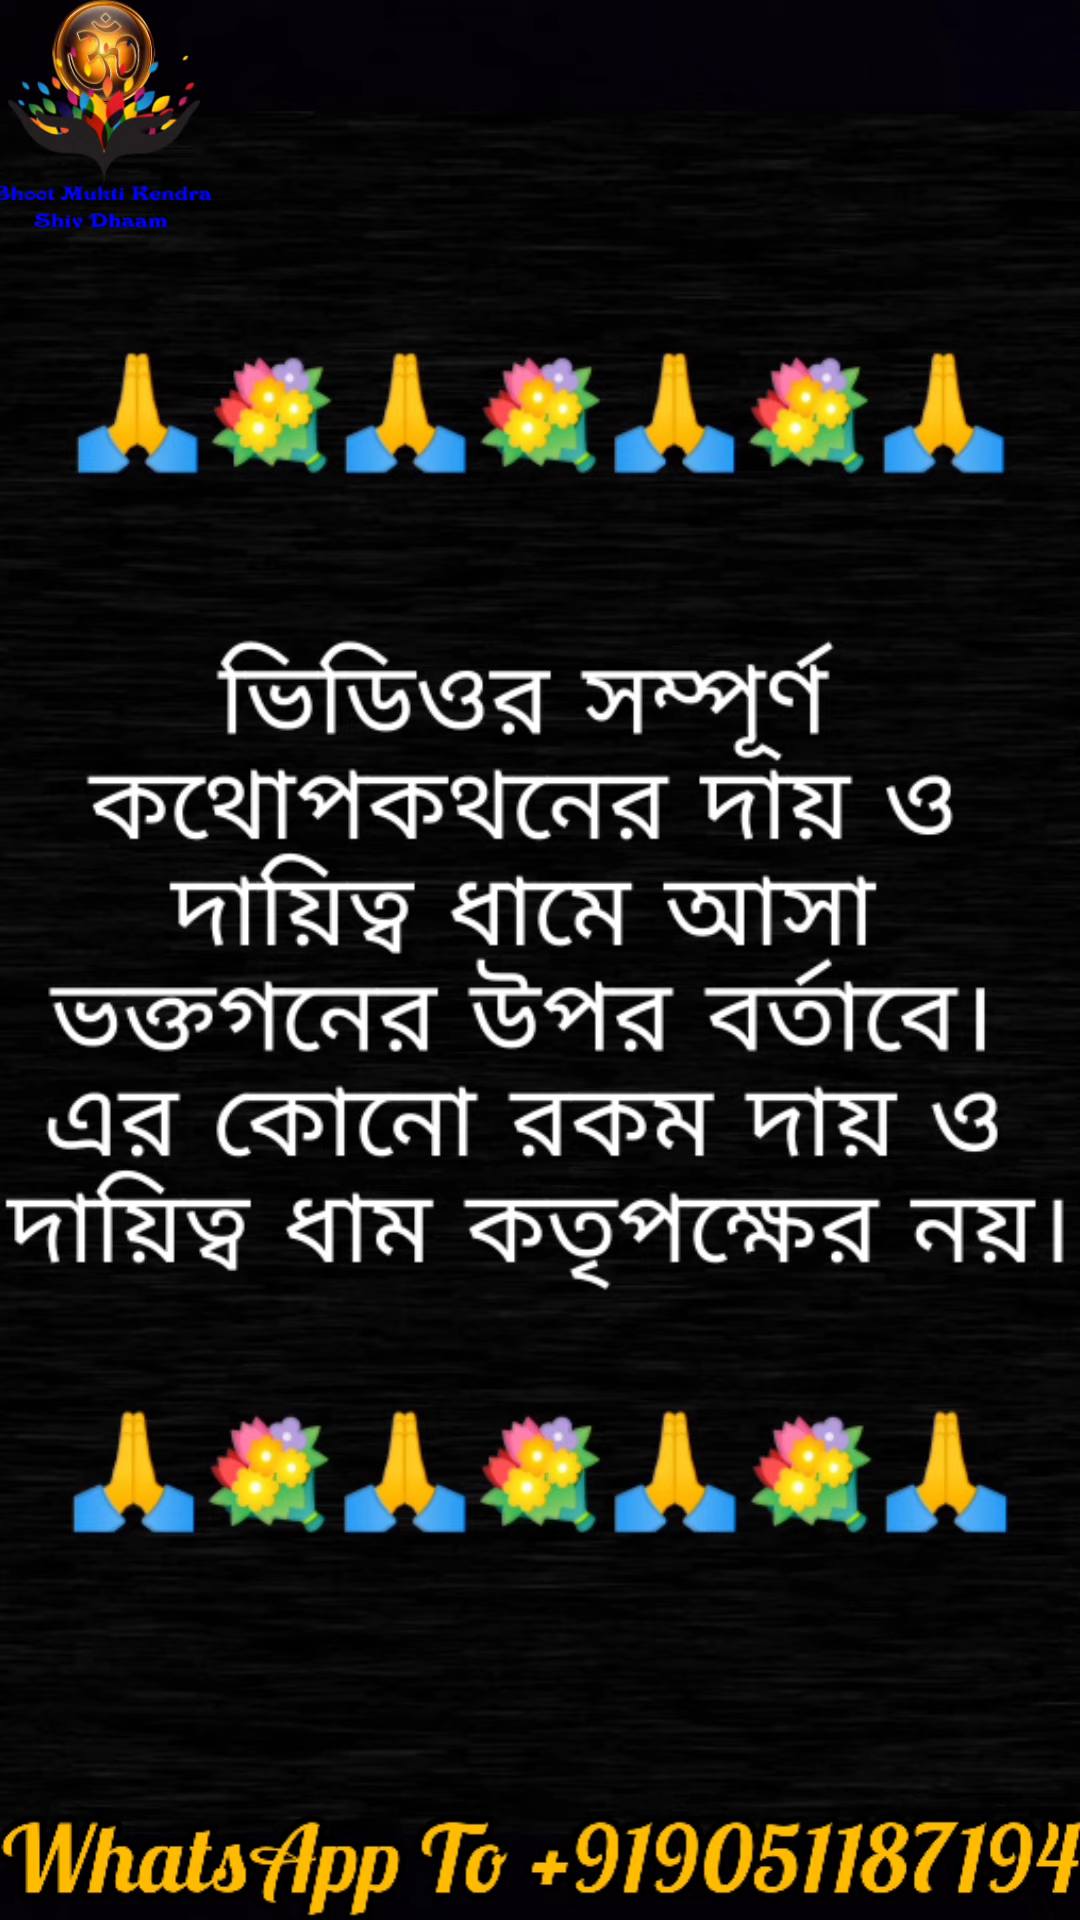 Bhoot Mukti Kendra
Shiv Dhaam
🙏💐🙏💐🙏💐🙏
ভিডিওর সম্পূর্ণ
কথোপকথনের দায় ও
দায়িত্ব ধামে আসা
ভক্তগনের উপর বর্তাবে।
এর কোনো রকম দায় ও
দায়িত্ব ধাম কতৃপক্ষের নয়।
🙏💐🙏💐🙏💐🙏
WhatsApp To +919051187194